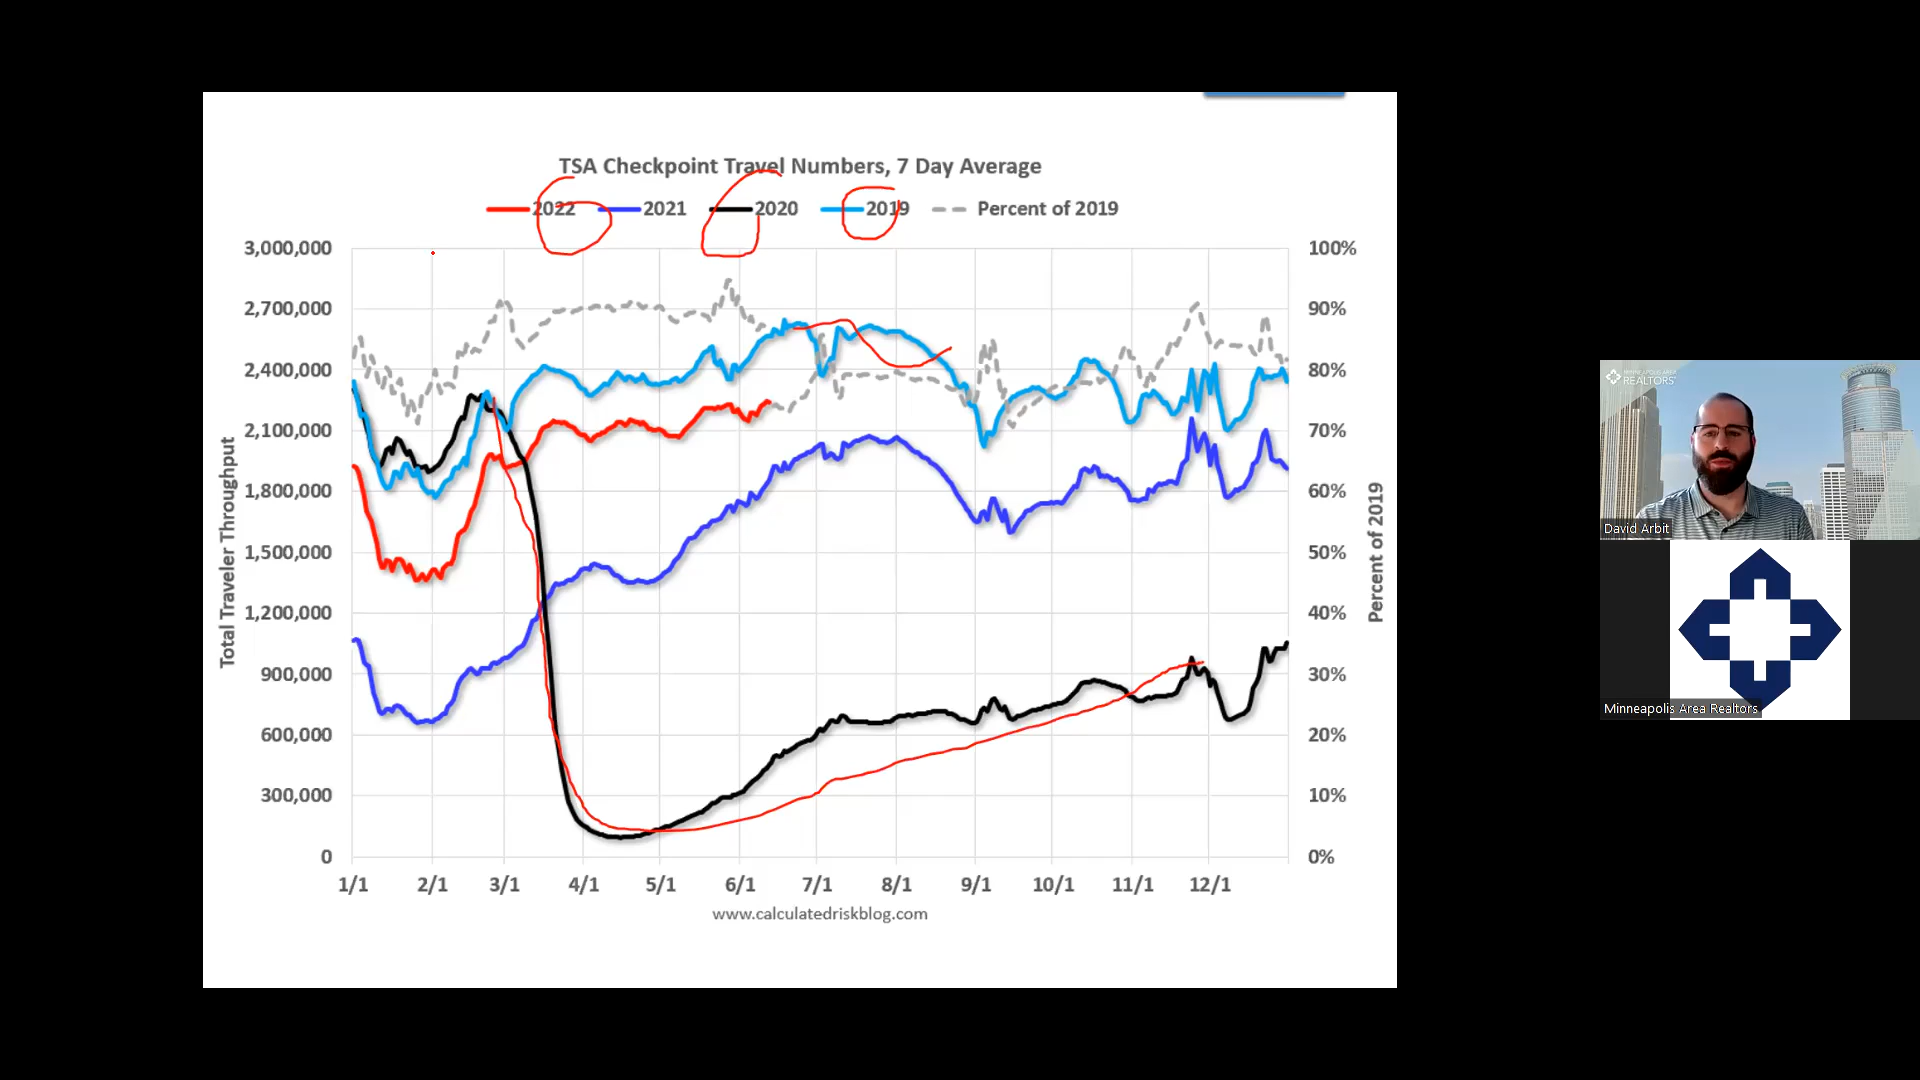 TSA Checkpoint Travel Numbers, 7 Day Average
2022 2021 2020 2019 Percent of 2019
3,000,000 100%
2,700,000 90%
2,400,000 80%
2,100,000 70%
1,800,000 60%
1,500,000 50%
1,200,000 40%
900,000 30%
600,000 20%
300,000 10%
0 0%
Total Traveler Throughput
Percent of 2019
1/1 2/1 3/1 4/1 5/1 6/1 7/1 8/1 9/1 10/1 11/1 12/1
www.calculatedriskblog.com
MINNEAPOLIS AREA
REALTORS
David Arbit
Minneapolis Area Realtors